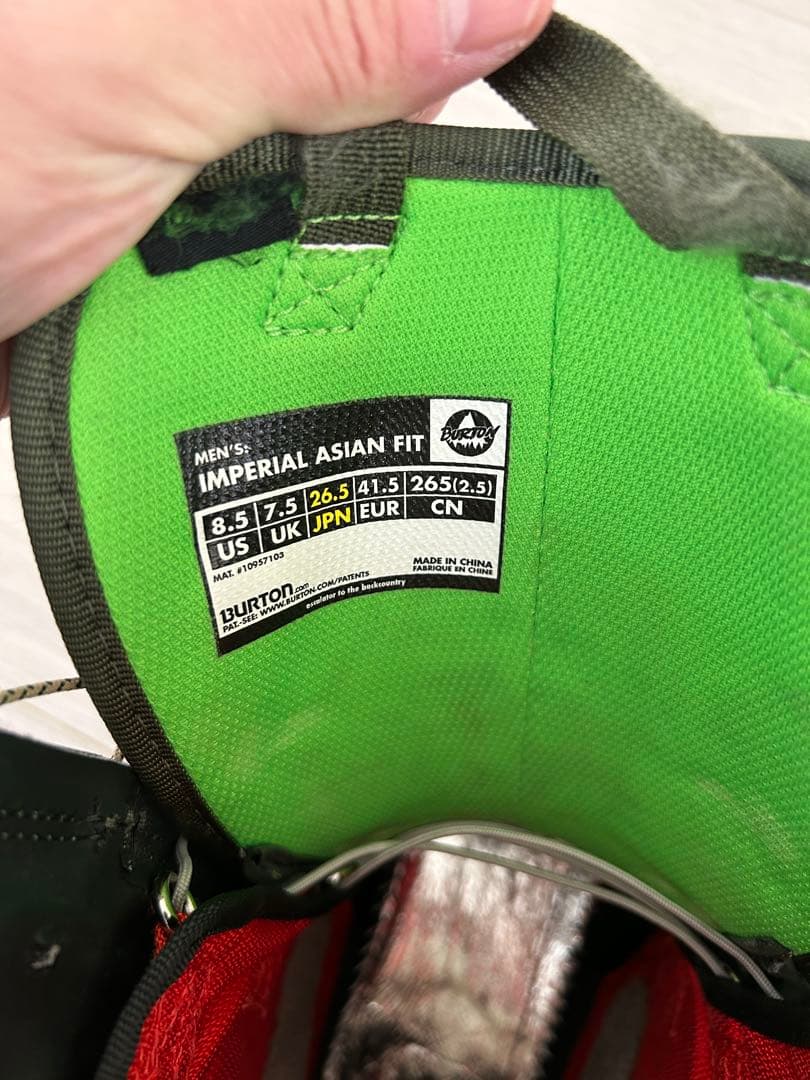 MEN'S:
IMPERIAL ASIAN FIT
BURTON
8.5 7.5 26.5 41.5 265(2.5)
US UK JPN EUR CN
MAT. #10957103
MADE IN CHINA
FABRIQUE EN CHINE
BURTON.com
PAT.-SEE: WWW.BURTON.COM/PATENTS
escalator to the backcountry